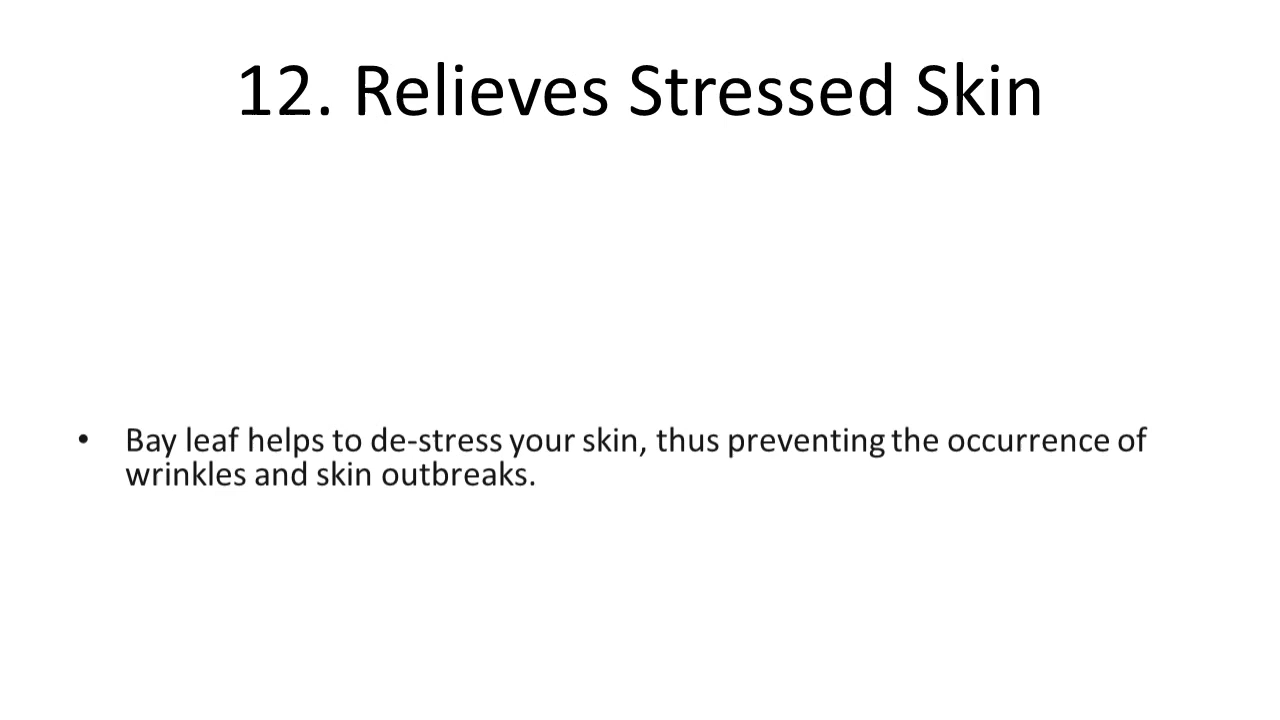 12. Relieves Stressed Skin
• Bay leaf helps to de-stress your skin, thus preventing the occurrence of
wrinkles and skin outbreaks.